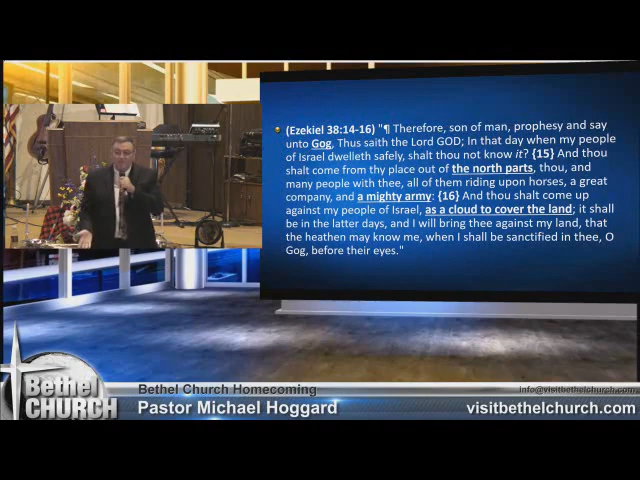 (Ezekiel 38:14-16) "¶ Therefore, son of man, prophesy and say
unto Gog, Thus saith the Lord GOD; In that day when my people
of Israel dwelleth safely, shalt thou not know it? {15} And thou
shalt come from thy place out of the north parts, thou, and
many people with thee, all of them riding upon horses, a great
company, and a mighty army: {16} And thou shalt come up
against my people of Israel, as a cloud to cover the land; it shall
be in the latter days, and I will bring thee against my land, that
the heathen may know me, when I shall be sanctified in thee, O
Gog, before their eyes."
Bethel
CHURCH
Bethel Church Homecoming
info@visitbethelchurch.com
Pastor Michael Hoggard
visitbethelchurch.com